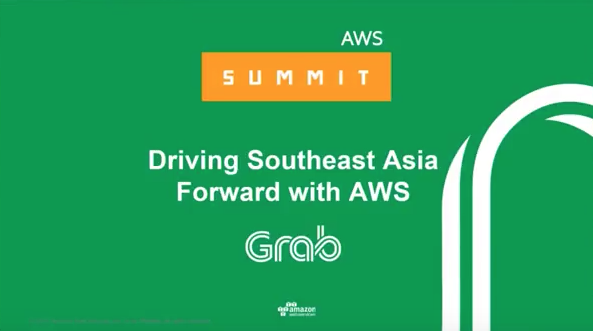 AWS
SUMMIT
Driving Southeast Asia
Forward with AWS
Grab
amazon